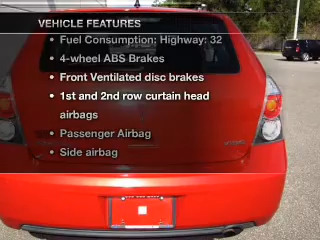 VEHICLE FEATURES
• Fuel Consumption: Highway: 32
• 4-wheel ABS Brakes
• Front Ventilated disc brakes
• 1st and 2nd row curtain head
airbags
• Passenger Airbag
• Side airbag